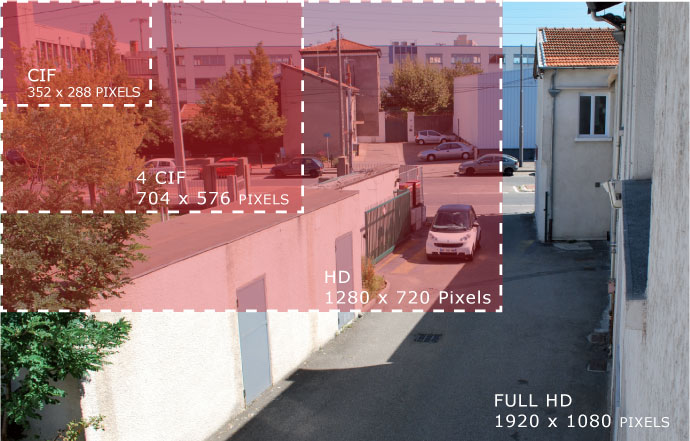 CIF
352 x 288 PIXELS
4 CIF
704 x 576 PIXELS
HD
1280 x 720 Pixels
FULL HD
1920 x 1080 PIXELS